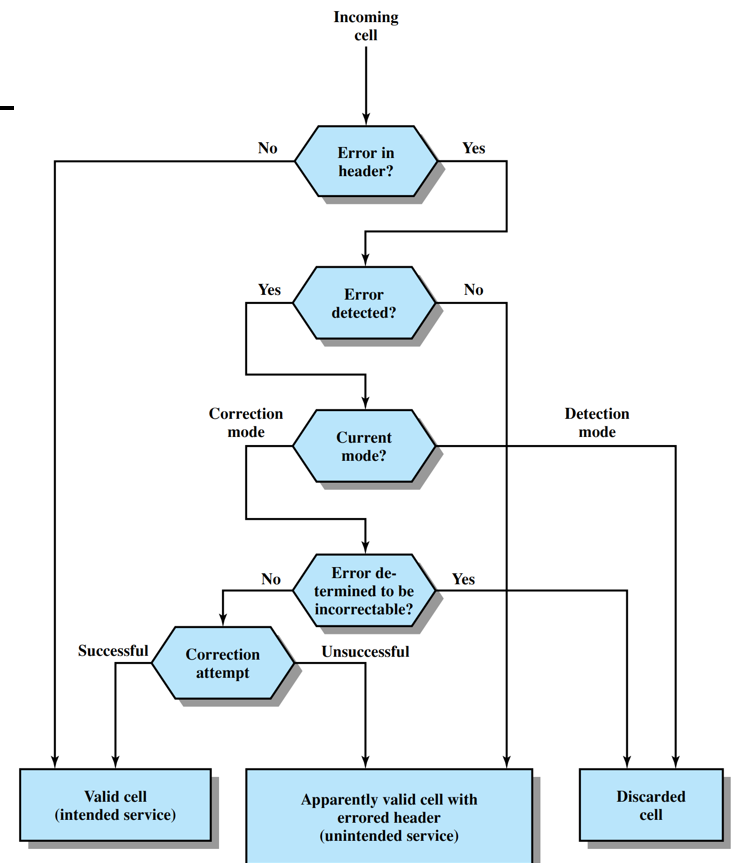 Incoming
cell
No
Error in
header?
Yes
Yes
Error
detected?
No
Correction
mode
Current
mode?
Detection
mode
No
Error de-
termined to be
incorrectable?
Yes
Successful
Correction
attempt
Unsuccessful
Valid cell
(intended service)
Apparently valid cell with
errored header
(unintended service)
Discarded
cell